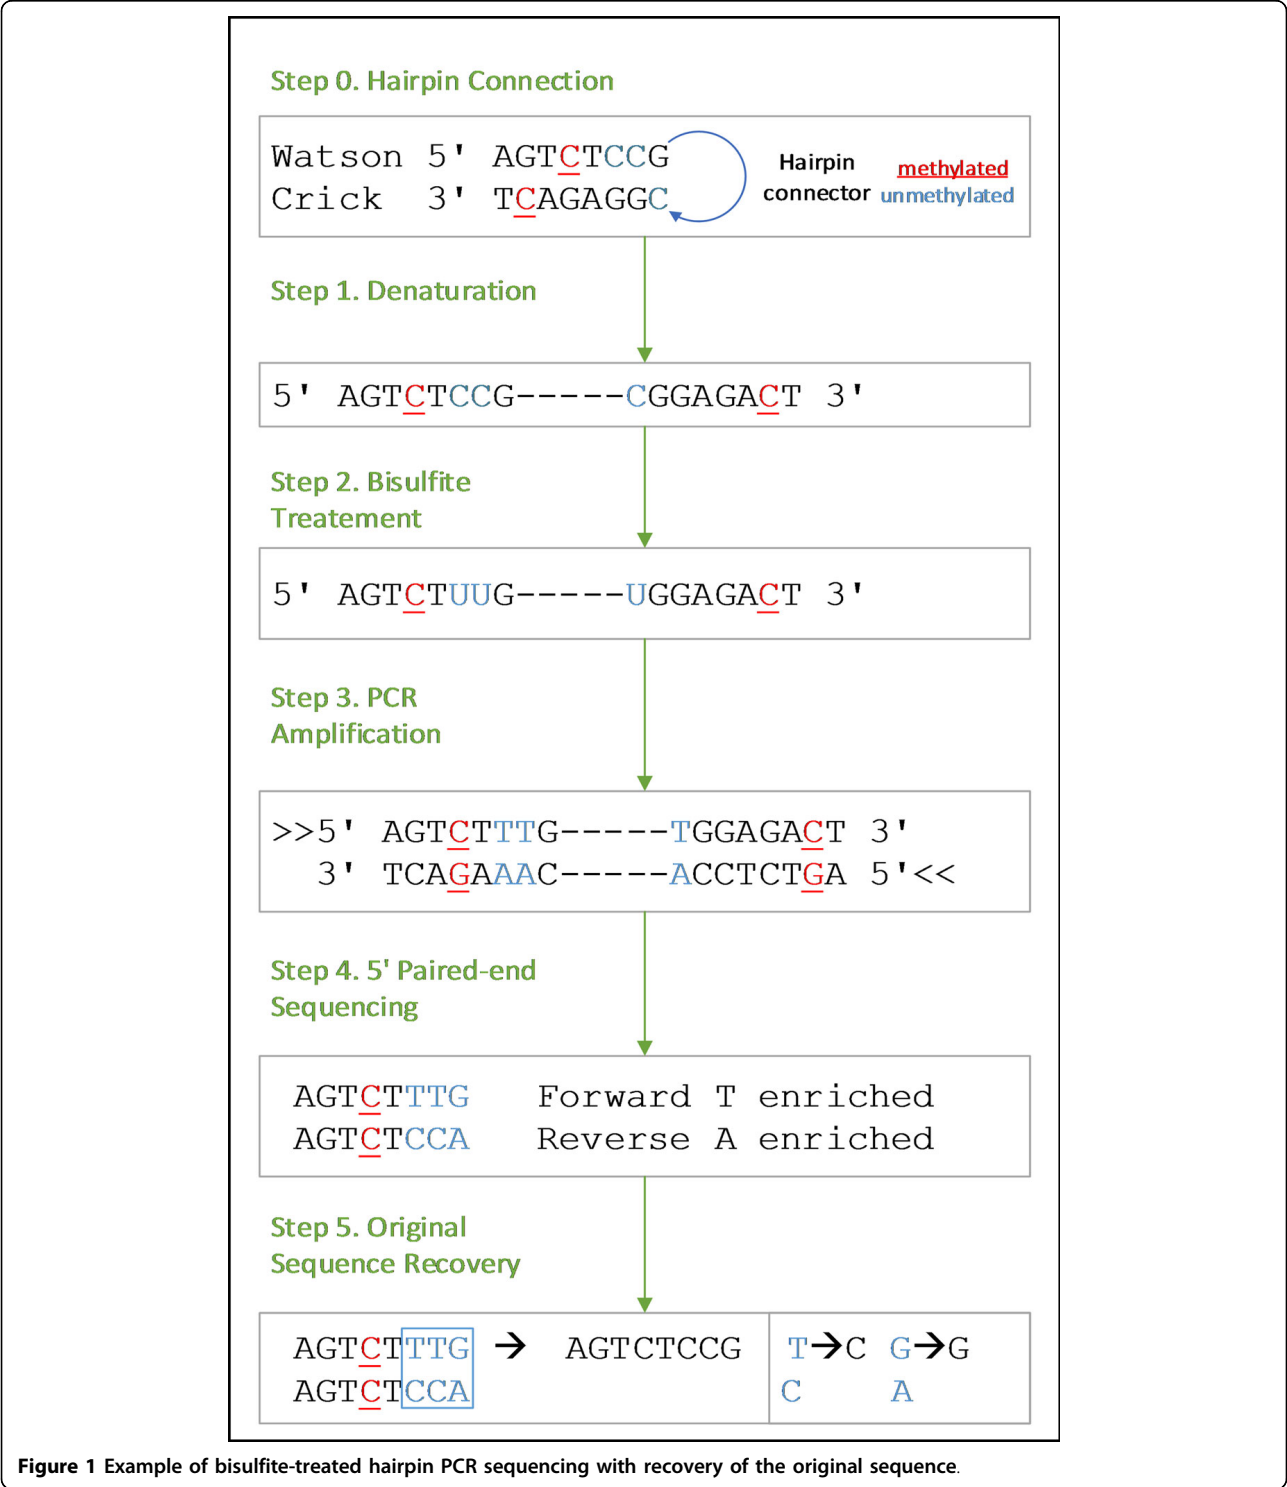 Step 0. Hairpin Connection
Watson 5' AGTCTCCG
Crick 3' TCAGAGGC
Hairpin connector
methylated
unmethylated
Step 1. Denaturation
5' AGTCTCCG-----CGGAGACT 3'
Step 2. Bisulfite
Treatement
5' AGTCTUUG-----UGGAGACT 3'
Step 3. PCR
Amplification
>>5' AGTCTTTG-----TGGAGACT 3'
3' TCAGAAAC-----ACCTCTGA 5'<<
Step 4. 5' Paired-end
Sequencing
AGTCTTTG Forward T enriched
AGTCTCCA Reverse A enriched
Step 5. Original
Sequence Recovery
AGTCTTTG → AGTCTCCG T→C G→G
AGTCTCCA C A
Figure 1 Example of bisulfite-treated hairpin PCR sequencing with recovery of the original sequence.